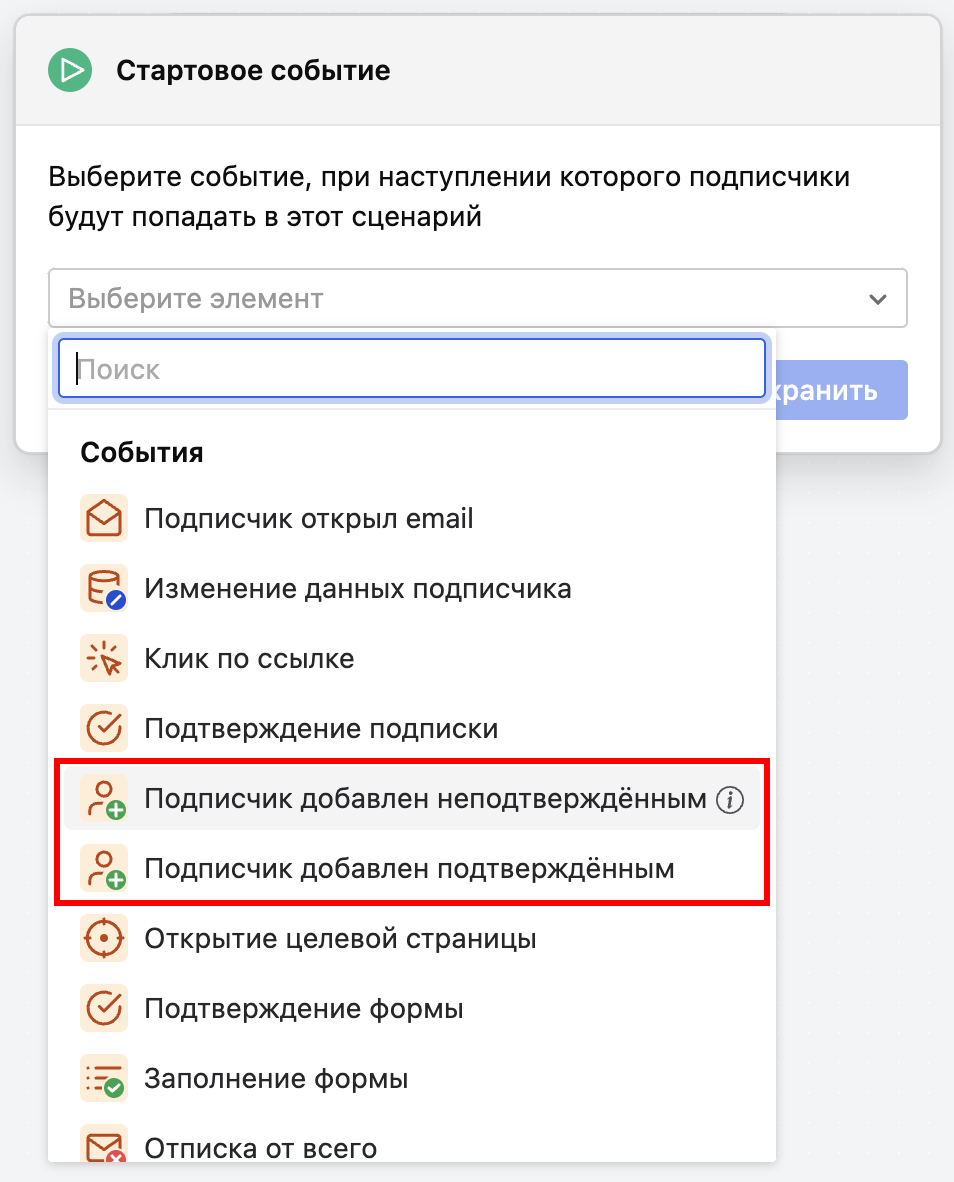 Стартовое событие
Выберите событие, при наступлении которого подписчики
будут попадать в этот сценарий
Выберите элемент
Поиск
События
Подписчик открыл email
Изменение данных подписчика
Клик по ссылке
Подтверждение подписки
Подписчик добавлен неподтверждённым
Подписчик добавлен подтверждённым
Открытие целевой страницы
Подтверждение формы
Заполнение формы
Отписка от всего